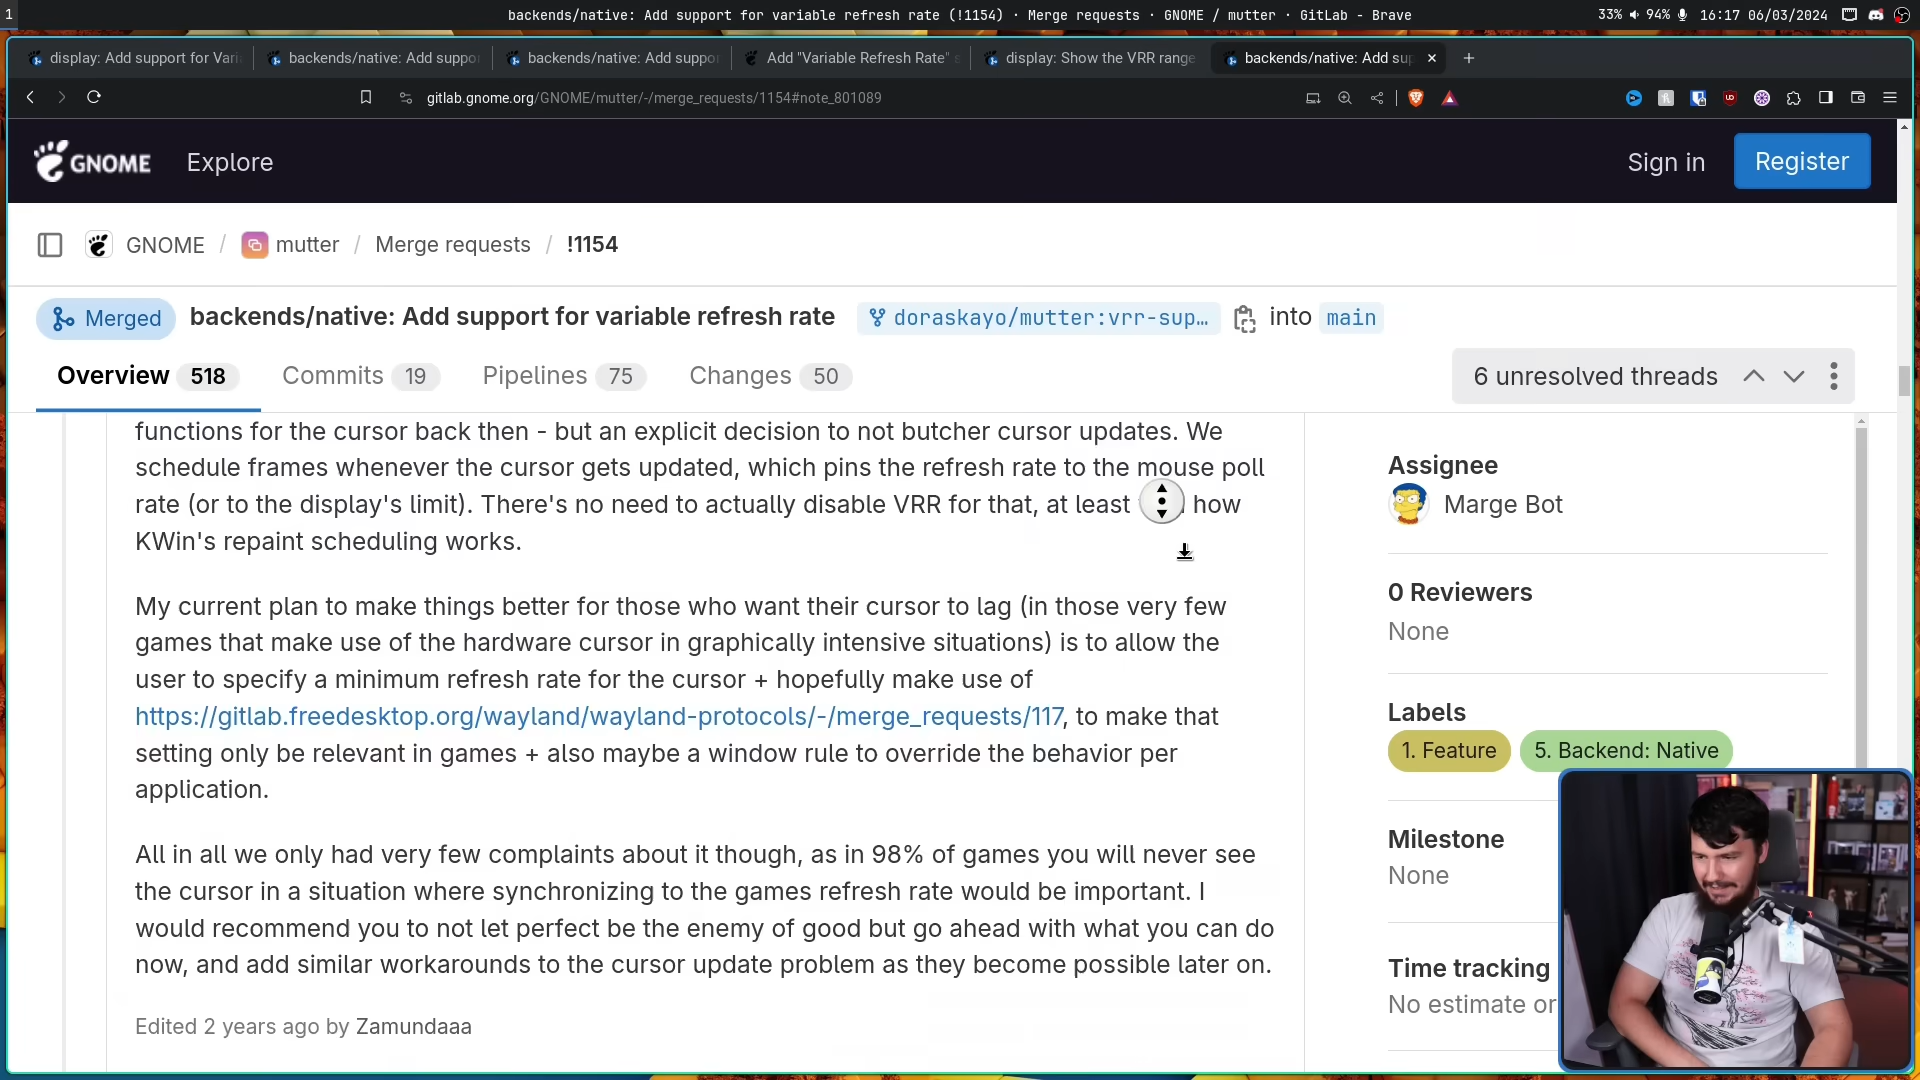 1
backends/native: Add support for variable refresh rate (!1154) · Merge requests · GNOME / mutter · GitLab - Brave
33% 94% 16:17 06/03/2024
display: Add support for Vari
backends/native: Add suppo
backends/native: Add suppor
Add "Variable Refresh Rate" s
display: Show the VRR range
backends/native: Add sup
gitlab.gnome.org/GNOME/mutter/-/merge_requests/1154#note_801089
GNOME
Explore
Sign in
Register
GNOME / mutter / Merge requests / !1154
Merged backends/native: Add support for variable refresh rate doraskayo/mutter:vrr-sup… into main
Overview 518 Commits 19 Pipelines 75 Changes 50
6 unresolved threads
functions for the cursor back then - but an explicit decision to not butcher cursor updates. We
schedule frames whenever the cursor gets updated, which pins the refresh rate to the mouse poll
rate (or to the display's limit). There's no need to actually disable VRR for that, at least how
KWin's repaint scheduling works.
My current plan to make things better for those who want their cursor to lag (in those very few
games that make use of the hardware cursor in graphically intensive situations) is to allow the
user to specify a minimum refresh rate for the cursor + hopefully make use of
https://gitlab.freedesktop.org/wayland/wayland-protocols/-/merge_requests/117, to make that
setting only be relevant in games + also maybe a window rule to override the behavior per
application.
All in all we only had very few complaints about it though, as in 98% of games you will never see
the cursor in a situation where synchronizing to the games refresh rate would be important. I
would recommend you to not let perfect be the enemy of good but go ahead with what you can do
now, and add similar workarounds to the cursor update problem as they become possible later on.
Edited 2 years ago by Zamundaaa
Assignee
Marge Bot
0 Reviewers
None
Labels
1. Feature
5. Backend: Native
Milestone
None
Time tracking
No estimate or